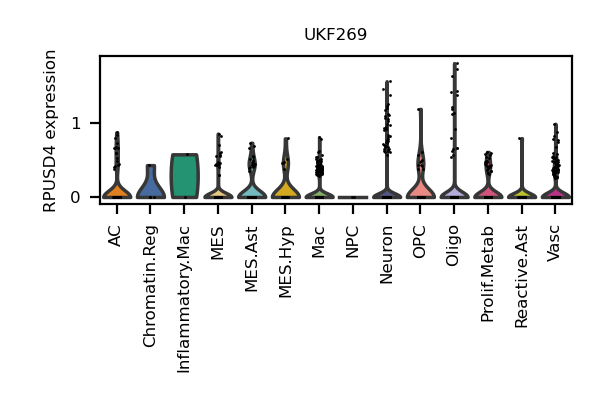 UKF269
RPUSD4 expression
1
0
AC
Chromatin.Reg
Inflammatory.Mac
MES
MES.Ast
MES.Hyp
Mac
NPC
Neuron
OPC
Oligo
Prolif.Metab
Reactive.Ast
Vasc